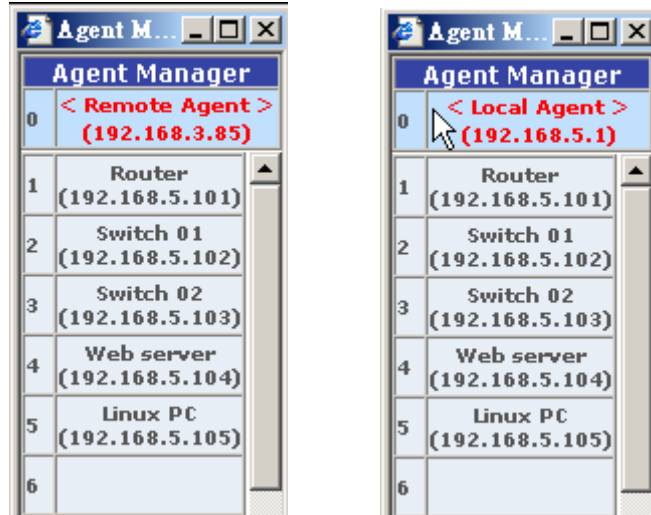 Agent M...
Agent Manager
0
< Remote Agent >
(192.168.3.85)
1
Router
(192.168.5.101)
2
Switch 01
(192.168.5.102)
3
Switch 02
(192.168.5.103)
4
Web server
(192.168.5.104)
5
Linux PC
(192.168.5.105)
6
Agent M...
Agent Manager
0
< Local Agent >
(192.168.5.1)
1
Router
(192.168.5.101)
2
Switch 01
(192.168.5.102)
3
Switch 02
(192.168.5.103)
4
Web server
(192.168.5.104)
5
Linux PC
(192.168.5.105)
6